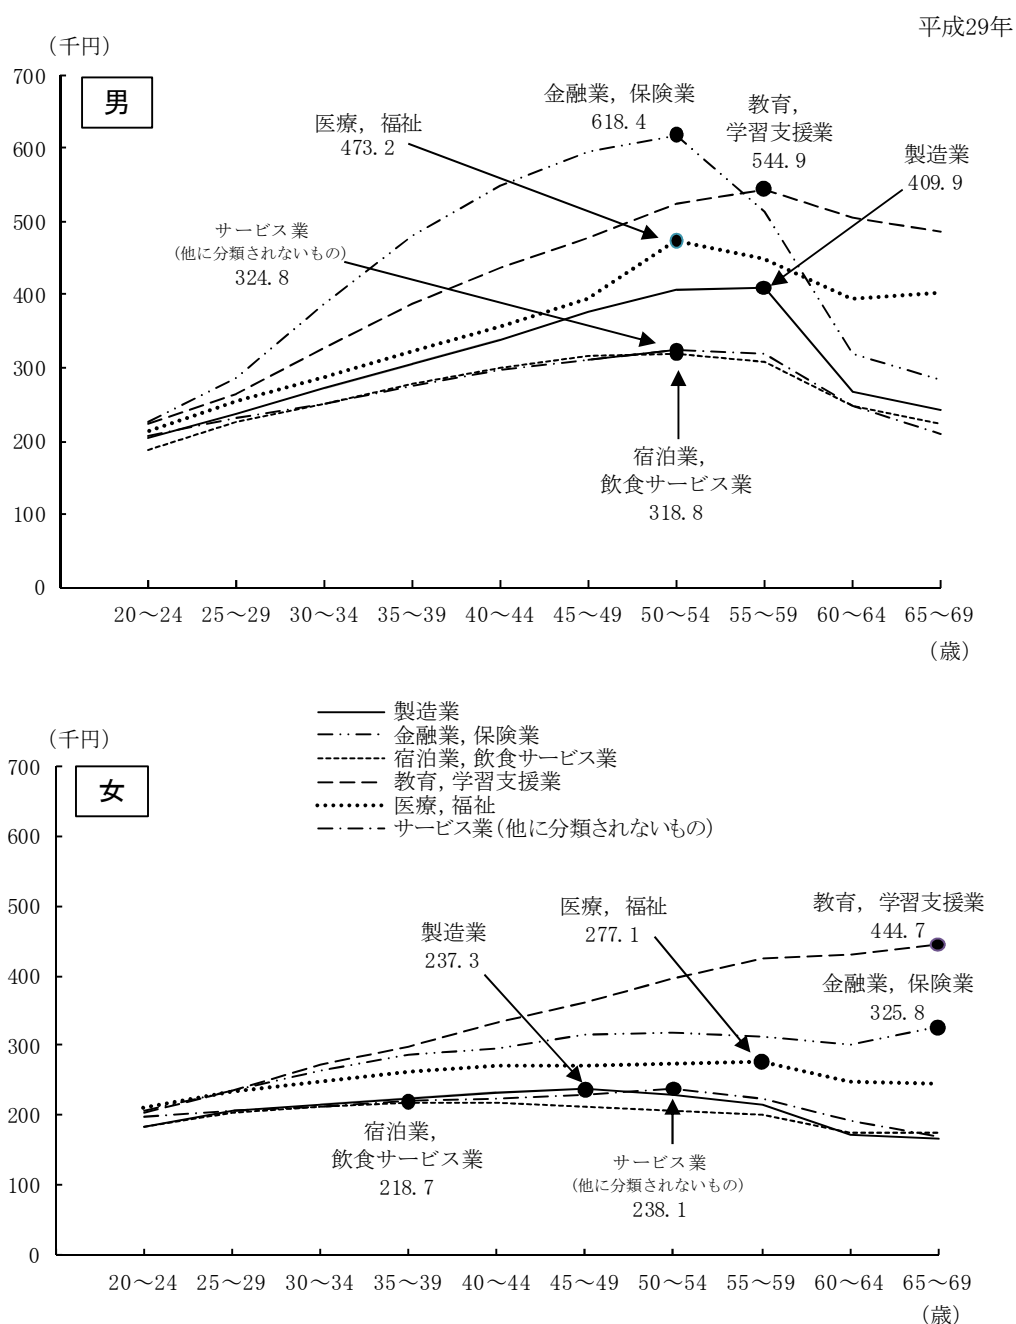 平成29年
(千円)
男
700
600
500
400
300
200
100
0
金融業, 保険業
618.4
教育,
学習支援業
544.9
医療, 福祉
473.2
製造業
409.9
サービス業
(他に分類されないもの)
324.8
宿泊業,
飲食サービス業
318.8
20～24 25～29 30～34 35～39 40～44 45～49 50～54 55～59 60～64 65～69
(歳)
製造業
金融業, 保険業
宿泊業, 飲食サービス業
教育, 学習支援業
医療, 福祉
サービス業(他に分類されないもの)
(千円)
女
700
600
500
400
300
200
100
0
教育, 学習支援業
444.7
医療, 福祉
277.1
製造業
237.3
金融業, 保険業
325.8
宿泊業,
飲食サービス業
218.7
サービス業
(他に分類されないもの)
238.1
20～24 25～29 30～34 35～39 40～44 45～49 50～54 55～59 60～64 65～69
(歳)